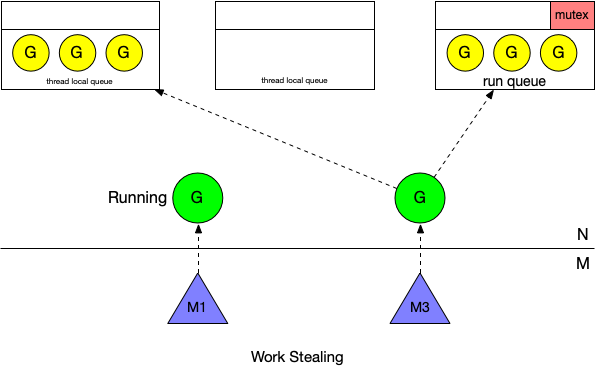 mutex
G G G
thread local queue
thread local queue
G G G
run queue
Running
G
G
N
M
M1
M3
Work Stealing